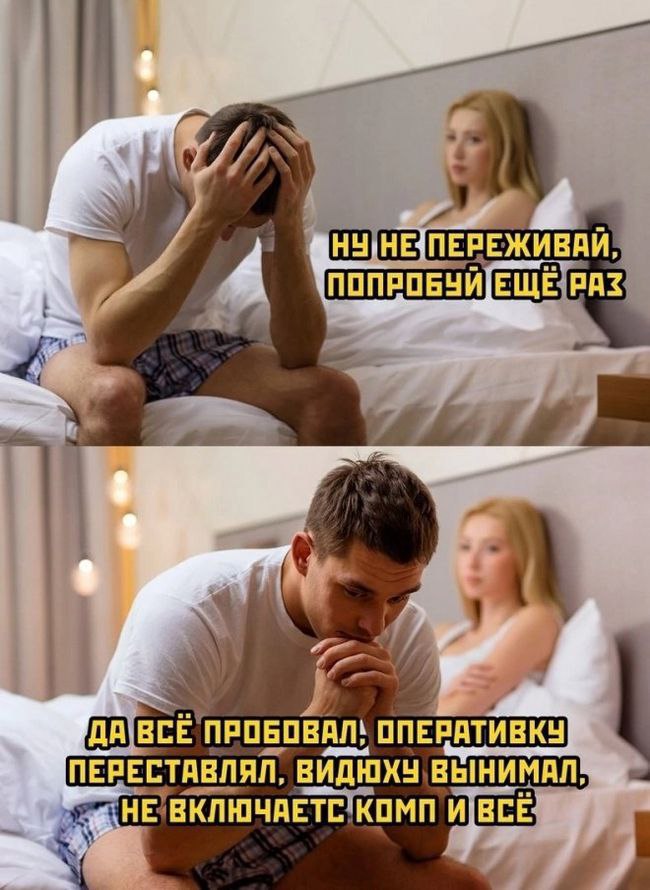 НУ НЕ ПЕРЕЖИВАЙ,
ПОПРОБУЙ ЕЩЁ РАЗ
ДА ВСЁ ПРОБОВАЛ, ОПЕРАТИВКУ
ПЕРЕСТАВЛЯЛ, ВИДЮХУ ВЫНИМАЛ,
НЕ ВКЛЮЧАЕТС КОМП И ВСЁ